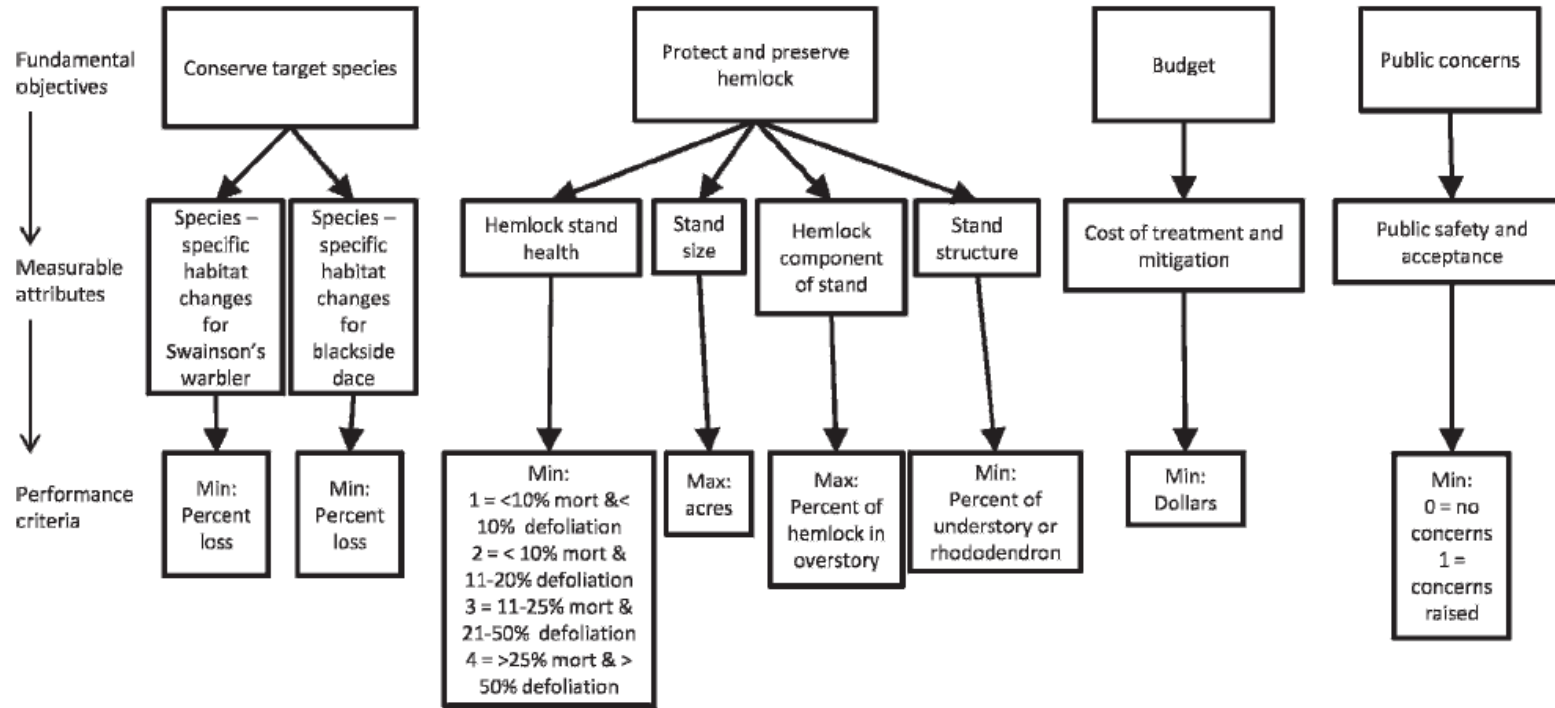 Fundamental
objectives
Conserve target species
Protect and preserve
hemlock
Budget
Public concerns
Measurable
attributes
Species –
specific
habitat
changes
for
Swainson's
warbler
Species –
specific
habitat
changes
for
blackside
dace
Hemlock stand
health
Stand
size
Hemlock
component
of stand
Stand
structure
Cost of treatment and
mitigation
Public safety and
acceptance
Performance
criteria
Min:
Percent
loss
Min:
Percent
loss
Min:
1 = <10% mort &<
10% defoliation
2 = < 10% mort &
11-20% defoliation
3 = 11-25% mort &
21-50% defoliation
4 = >25% mort & >
50% defoliation
Max:
acres
Max:
Percent of
hemlock in
overstory
Min:
Percent of
understory or
rhododendron
Min:
Dollars
Min:
0 = no
concerns
1 =
concerns
raised